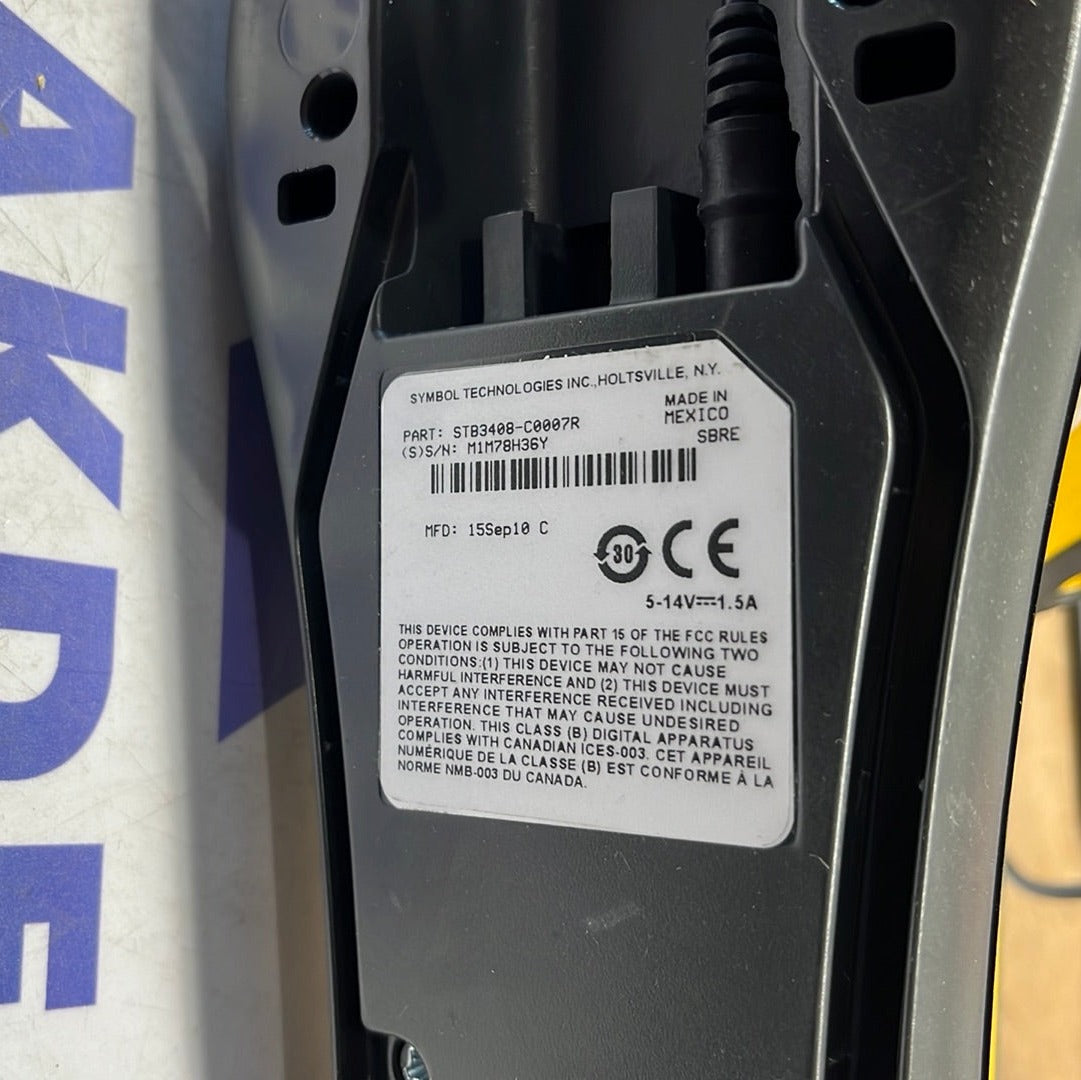 SYMBOL TECHNOLOGIES INC.,HOLTSVILLE, N.Y.
MADE IN
MEXICO
PART: STB3408-C0007R
SBRE
(S)S/N: M1M78H36Y
MFD: 15Sep10 C
30
CE
5-14V⎓1.5A
THIS DEVICE COMPLIES WITH PART 15 OF THE FCC RULES
OPERATION IS SUBJECT TO THE FOLLOWING TWO
CONDITIONS:(1) THIS DEVICE MAY NOT CAUSE
HARMFUL INTERFERENCE AND (2) THIS DEVICE MUST
ACCEPT ANY INTERFERENCE RECEIVED INCLUDING
INTERFERENCE THAT MAY CAUSE UNDESIRED
OPERATION. THIS CLASS (B) DIGITAL APPARATUS
COMPLIES WITH CANADIAN ICES-003. CET APPAREIL
NUMÉRIQUE DE LA CLASSE (B) EST CONFORME À LA
NORME NMB-003 DU CANADA.